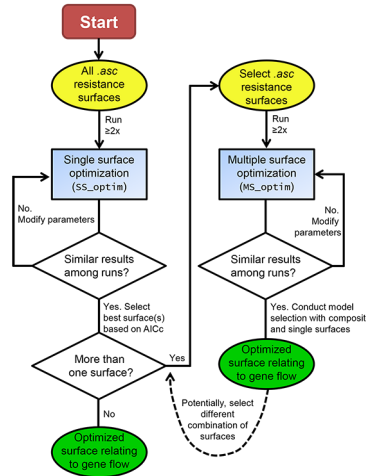 Start
All .asc
resistance
surfaces
Run
≥2x
Single surface
optimization
(SS_optim)
No.
Modify parameters
Similar results
among runs?
Yes. Select
best surface(s)
based on AICc
More than
one surface?
Yes
No
Optimized
surface relating
to gene flow
Select .asc
resistance
surfaces
Run
≥2x
Multiple surface
optimization
(MS_optim)
No.
Modify
parameters
Similar results
among runs?
Yes. Conduct model
selection with composit
and single surfaces
Optimized
surface relating
to gene flow
Potentially, select
different
combination of
surfaces